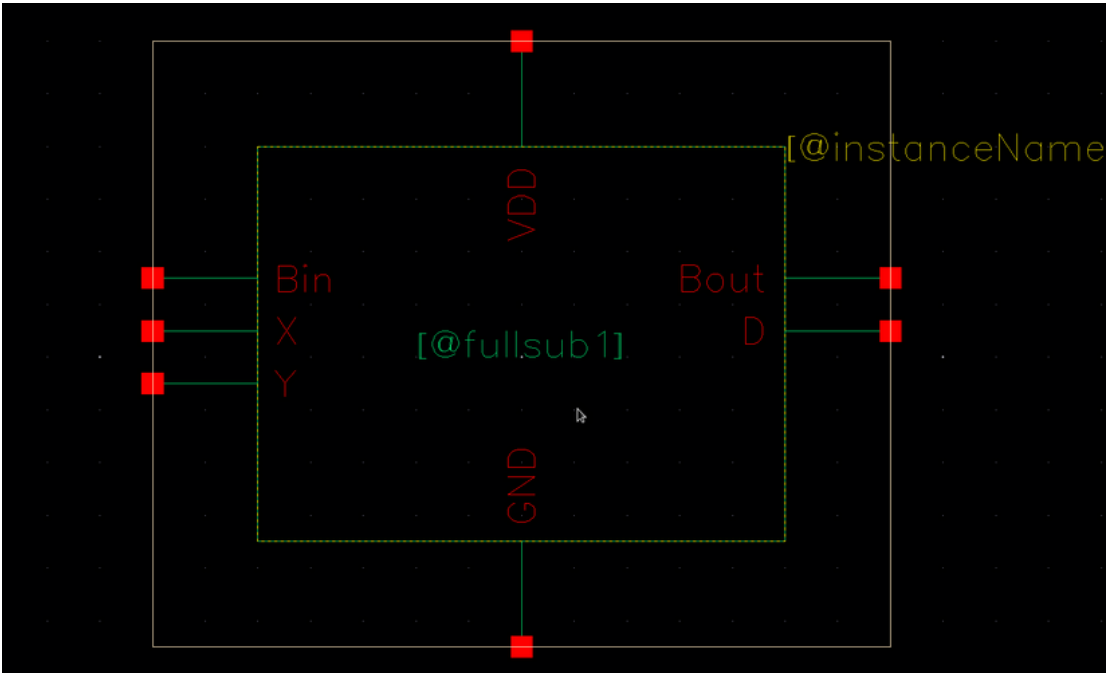 [@instanceName
VDD
Bin
Bout
X
D
[@fullsub1]
Y
GND